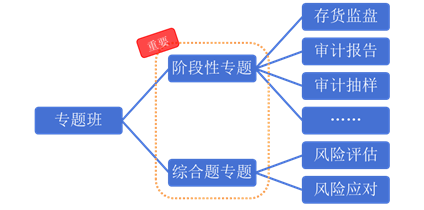 存货监盘
重要
审计报告
阶段性专题
审计抽样
专题班
……
风险评估
综合题专题
风险应对